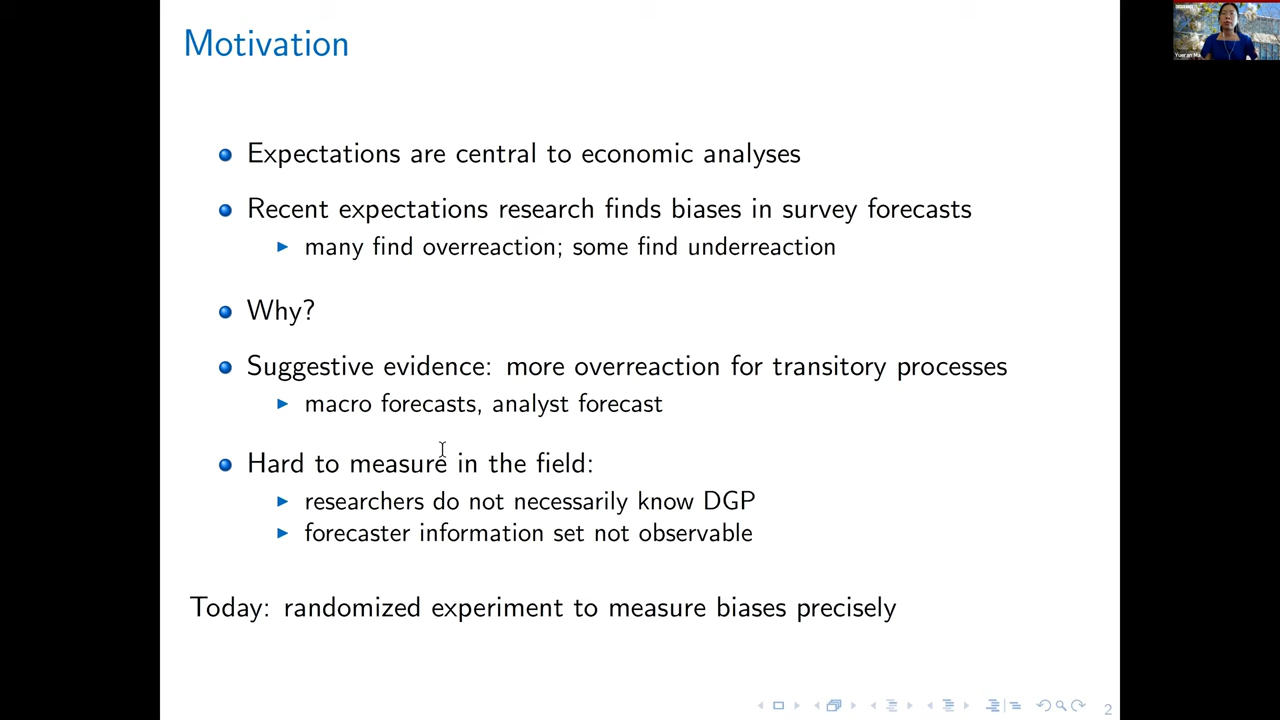 Motivation
Expectations are central to economic analyses
Recent expectations research finds biases in survey forecasts
many find overreaction; some find underreaction
Why?
Suggestive evidence: more overreaction for transitory processes
macro forecasts, analyst forecast
Hard to measure in the field:
researchers do not necessarily know DGP
forecaster information set not observable
Today: randomized experiment to measure biases precisely
2